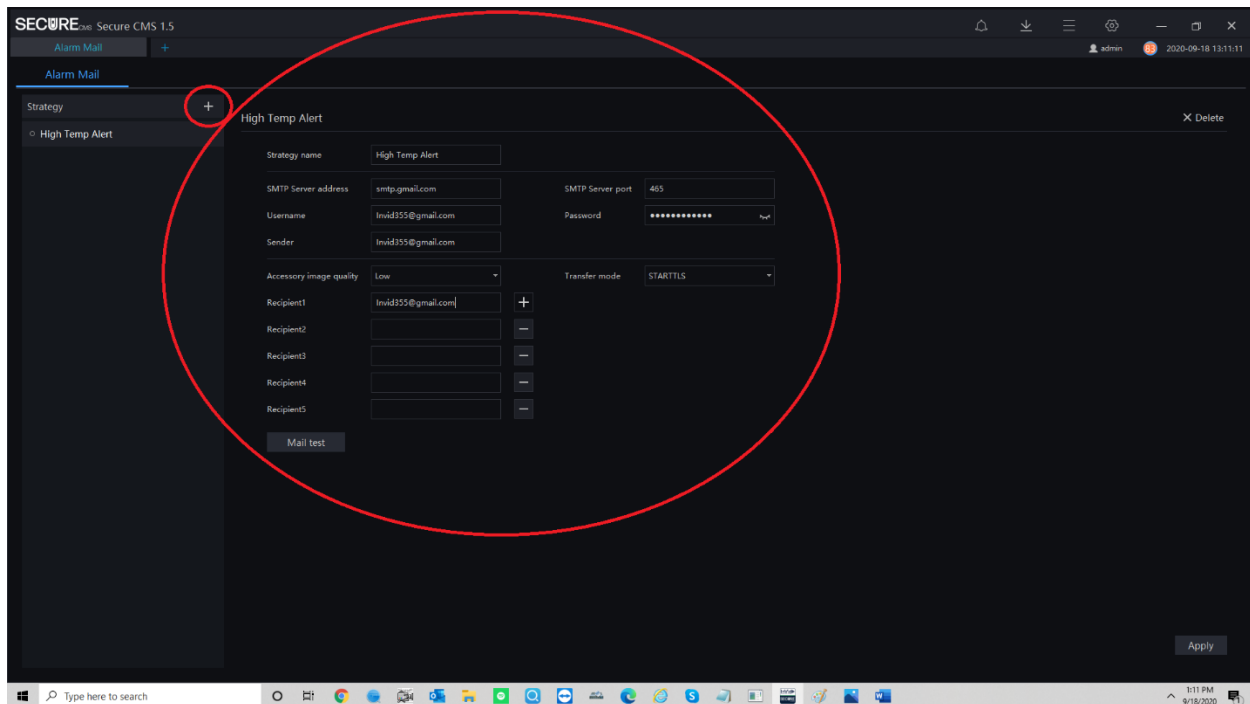 SECURE CMS Secure CMS 1.5
Alarm Mail +
admin 83 2020-09-18 13:11:11
Alarm Mail
Strategy +
High Temp Alert
High Temp Alert
Delete
Strategy name High Temp Alert
SMTP Server address smtp.gmail.com SMTP Server port 465
Username Invid355@gmail.com Password ••••••••••••
Sender Invid355@gmail.com
Accessory image quality Low Transfer mode STARTTLS
Recipient1 Invid355@gmail.com +
Recipient2
Recipient3
Recipient4
Recipient5
Mail test
Apply
Type here to search
1:11 PM
9/18/2020